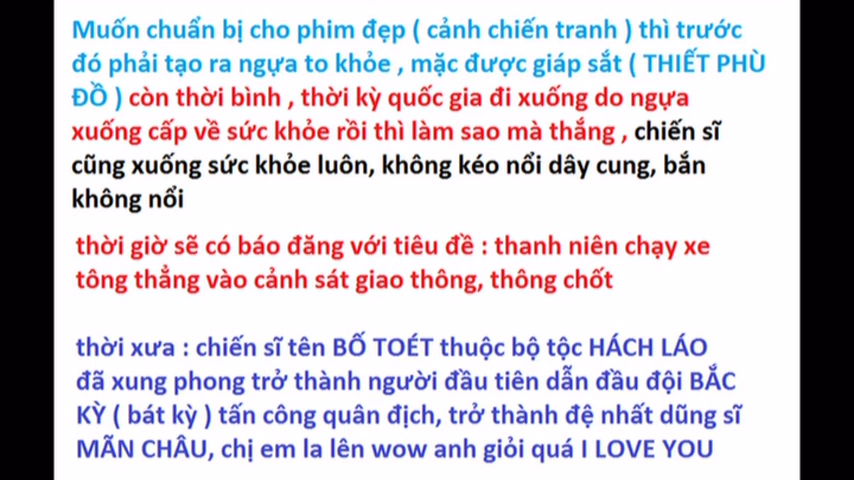 Muốn chuẩn bị cho phim đẹp ( cảnh chiến tranh ) thì trước
đó phải tạo ra ngựa to khỏe , mặc được giáp sắt ( THIẾT PHÙ
ĐỒ ) còn thời bình , thời kỳ quốc gia đi xuống do ngựa
xuống cấp về sức khỏe rồi thì làm sao mà thắng , chiến sĩ
cũng xuống sức khỏe luôn, không kéo nổi dây cung, bắn
không nổi
thời giờ sẽ có báo đăng với tiêu đề : thanh niên chạy xe
tông thẳng vào cảnh sát giao thông, thông chốt
thời xưa : chiến sĩ tên BỐ TOÉT thuộc bộ tộc HÁCH LÁO
đã xung phong trở thành người đầu tiên dẫn đầu đội BẮC
KỲ ( bát kỳ ) tấn công quân địch, trở thành đệ nhất dũng sĩ
MÃN CHÂU, chị em la lên wow anh giỏi quá I LOVE YOU